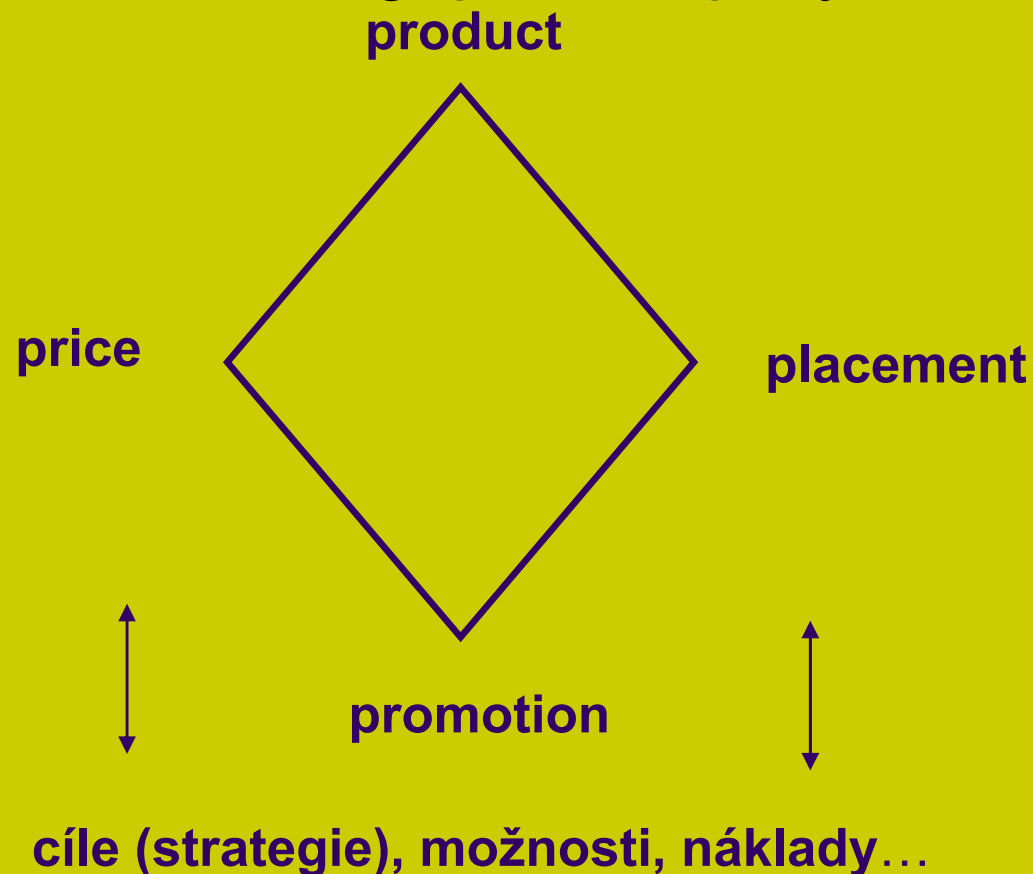 product
price
placement
promotion
cíle (strategie), možnosti, náklady…